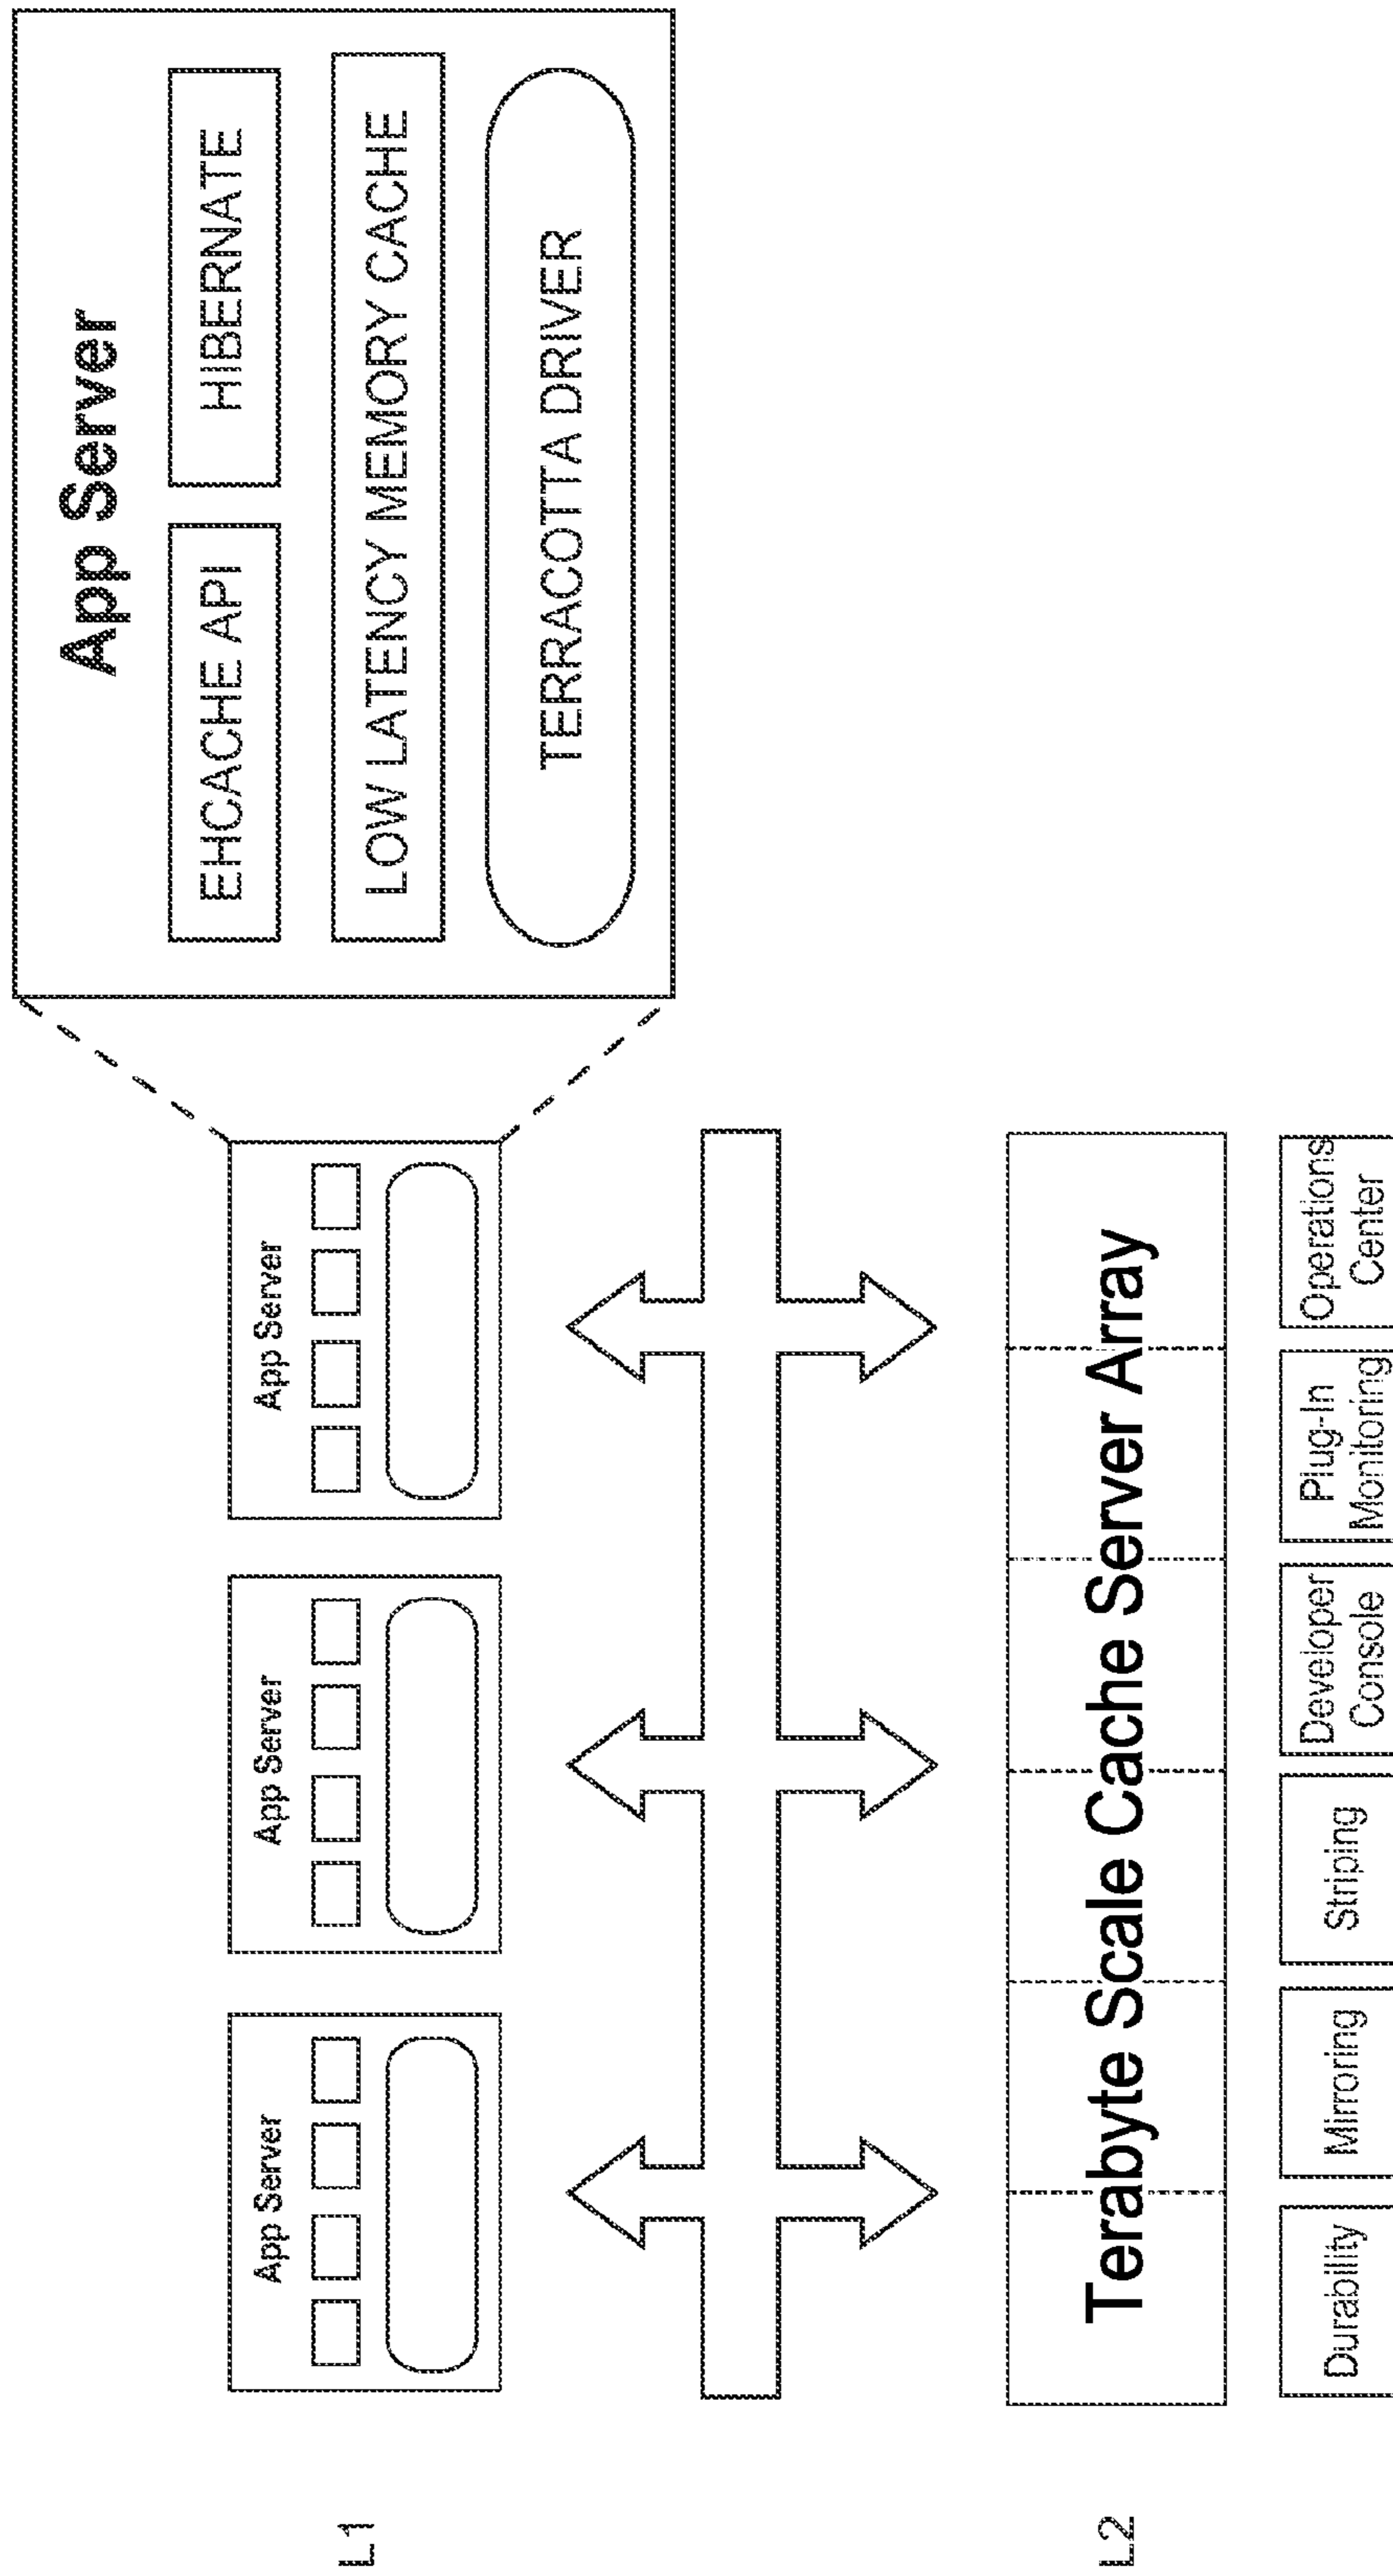 App Server
EHCACHE API
HIBERNATE
LOW LATENCY MEMORY CACHE
TERRACOTTA DRIVER
L1
App Server
App Server
App Server
L2
Terabyte Scale Cache Server Array
Durability
Mirroring
Striping
Developer
Console
Plug-In
Monitoring
Operations
Center